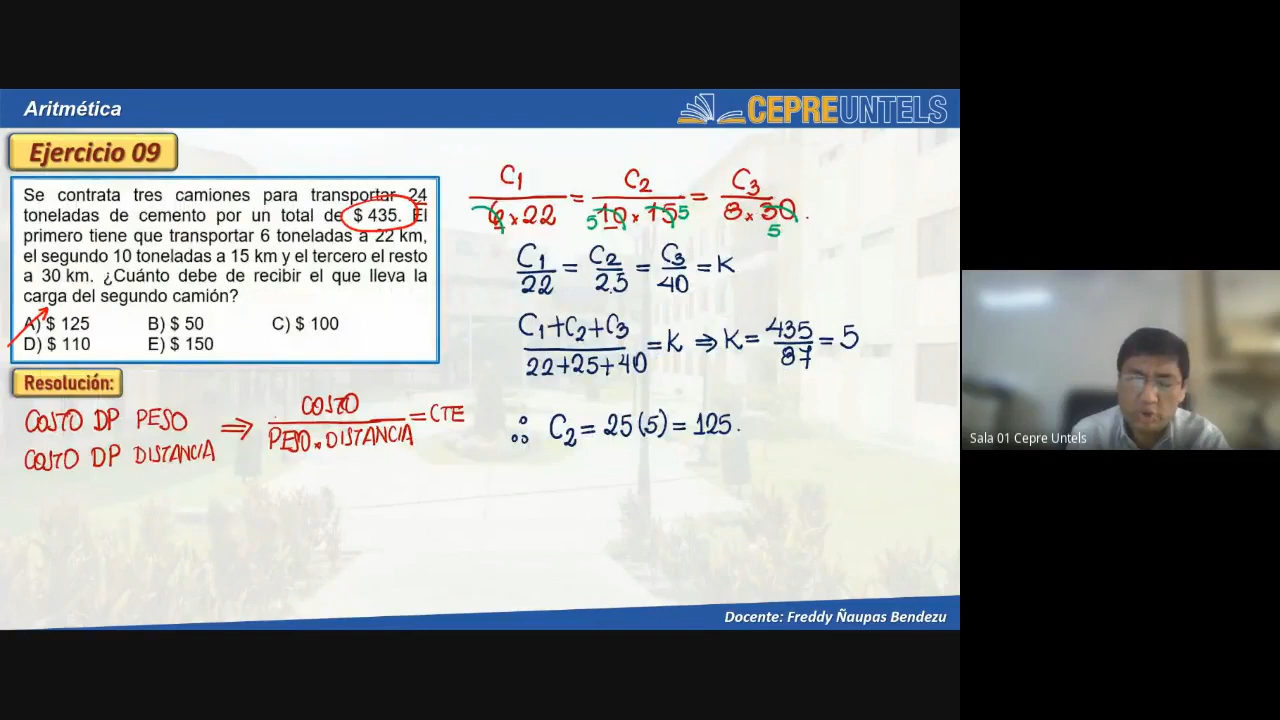 Aritmética
CEPREUNTELS
Ejercicio 09
Se contrata tres camiones para transportar 24
toneladas de cemento por un total de $ 435. El
primero tiene que transportar 6 toneladas a 22 km,
el segundo 10 toneladas a 15 km y el tercero el resto
a 30 km. ¿Cuánto debe de recibir el que lleva la
carga del segundo camión?
A) $ 125 B) $ 50 C) $ 100
D) $ 110 E) $ 150
Resolución:
COSTO DP PESO
COSTO DP DISTANCIA
⇒ COSTO / PESO × DISTANCIA = CTE
C₁ / 6 × 22 = C₂ / 10 × 15 = C₃ / 8 × 30 .
5 5 5
C₁/22 = C₂/25 = C₃/40 = K
C₁+C₂+C₃ / 22+25+40 = K ⇒ K = 435/87 = 5
∴ C₂ = 25(5) = 125.
Docente: Freddy Ñaupas Bendezu
Sala 01 Cepre Untels